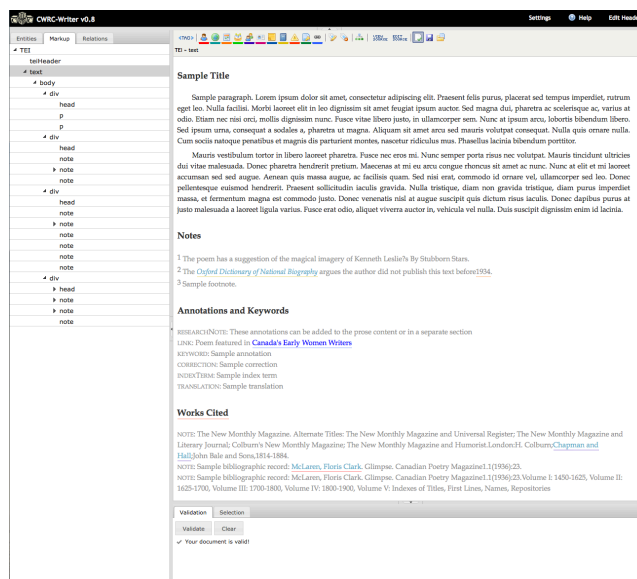 CWRC-Writer v0.8
Settings
Help
Edit Heade
Entities
Markup
Relations
TEI
teiHeader
text
body
div
head
p
p
div
head
note
note
note
div
head
note
note
note
note
note
note
div
head
note
note
note
<TAG>
VIEW SOURCE
EDIT SOURCE
TEI › text
Sample Title
Sample paragraph. Lorem ipsum dolor sit amet, consectetur adipiscing elit. Praesent felis purus, placerat sed tempus imperdiet, rutrum
eget leo. Nulla facilisi. Morbi laoreet elit in leo dignissim sit amet feugiat ipsum auctor. Sed magna dui, pharetra ac scelerisque ac, varius at
odio. Etiam nec nisi orci, mollis dignissim nunc. Fusce vitae libero justo, in ullamcorper sem. Nunc at ipsum arcu, lobortis bibendum libero.
Sed ipsum urna, consequat a sodales a, pharetra ut magna. Aliquam sit amet arcu sed mauris volutpat consequat. Nulla quis ornare nulla.
Cum sociis natoque penatibus et magnis dis parturient montes, nascetur ridiculus mus. Phasellus lacinia bibendum porttitor.
Mauris vestibulum tortor in libero laoreet pharetra. Fusce nec eros mi. Nunc semper porta risus nec volutpat. Mauris tincidunt ultricies
dui vitae malesuada. Donec pharetra hendrerit pretium. Maecenas at mi eu arcu congue rhoncus sit amet ac nunc. Nunc at elit et mi laoreet
accumsan sed sed augue. Aenean quis massa augue, ac facilisis quam. Sed nisi erat, commodo id ornare vel, ullamcorper sed leo. Donec
pellentesque euismod hendrerit. Praesent sollicitudin iaculis gravida. Nulla tristique, diam non gravida tristique, diam purus imperdiet
massa, et fermentum magna est commodo justo. Donec venenatis nisl at augue suscipit quis dictum risus iaculis. Donec dapibus purus at
justo malesuada a laoreet ligula varius. Fusce erat odio, aliquet viverra auctor in, vehicula vel nulla. Duis suscipit dignissim enim id lacinia.
Notes
1 The poem has a suggestion of the magical imagery of Kenneth Leslie?s By Stubborn Stars.
2 The Oxford Dictionary of National Biography argues the author did not publish this text before1934.
3 Sample footnote.
Annotations and Keywords
RESEARCHNOTE: These annotations can be added to the prose content or in a separate section
LINK: Poem featured in Canada's Early Women Writers
KEYWORD: Sample annotation
CORRECTION: Sample correction
INDEXTERM: Sample index term
TRANSLATION: Sample translation
Works Cited
NOTE: The New Monthly Magazine. Alternate Titles: The New Monthly Magazine and Universal Register; The New Monthly Magazine and
Literary Journal; Colburn's New Monthly Magazine; The New Monthly Magazine and Humorist.London:H. Colburn;Chapman and
Hall;John Bale and Sons,1814-1884.
NOTE: Sample bibliographic record: McLaren, Floris Clark. Glimpse. Canadian Poetry Magazine1.1(1936):23.
NOTE: Sample bibliographic record: McLaren, Floris Clark. Glimpse. Canadian Poetry Magazine1.1(1936):23.Volume I: 1450-1625, Volume II:
1625-1700, Volume III: 1700-1800, Volume IV: 1800-1900, Volume V: Indexes of Titles, First Lines, Names, Repositories
Validation
Selection
Validate
Clear
Your document is valid!